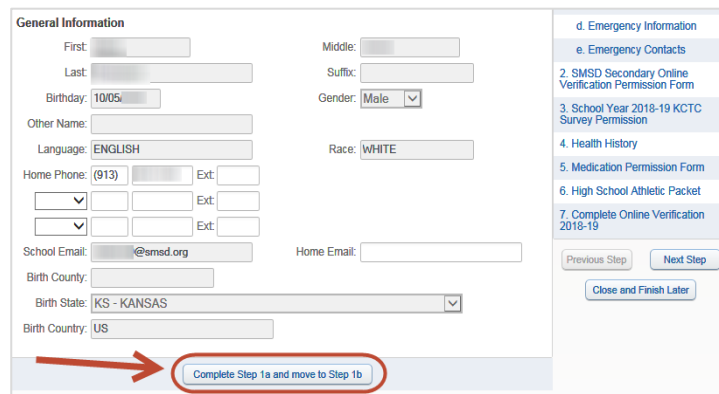 General Information
First:
Middle:
Last:
Suffix:
Birthday: 10/05/
Gender: Male
Other Name:
Language: ENGLISH
Race: WHITE
Home Phone: (913)
Ext:
Ext:
Ext:
School Email: @smsd.org
Home Email:
Birth County:
Birth State: KS - KANSAS
Birth Country: US
Complete Step 1a and move to Step 1b
d. Emergency Information
e. Emergency Contacts
2. SMSD Secondary Online
Verification Permission Form
3. School Year 2018-19 KCTC
Survey Permission
4. Health History
5. Medication Permission Form
6. High School Athletic Packet
7. Complete Online Verification
2018-19
Previous Step
Next Step
Close and Finish Later